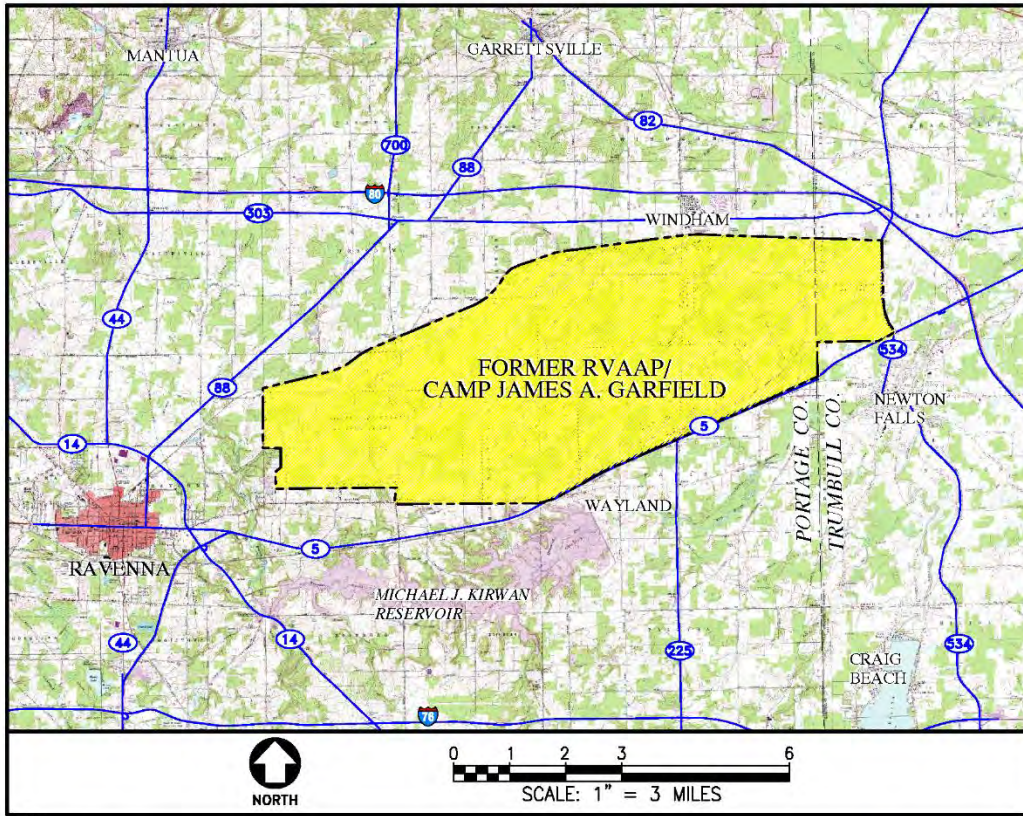 MANTUA
GARRETTSVILLE
82
700
88
80
303
WINDHAM
44
FORMER RVAAP/
CAMP JAMES A. GARFIELD
534
88
NEWTON
FALLS
5
14
PORTAGE CO.
TRUMBULL CO.
WAYLAND
5
RAVENNA
MICHAEL J. KIRWAN
RESERVOIR
44
14
225
534
CRAIG
BEACH
76
NORTH
0 1 2 3 6
SCALE: 1" = 3 MILES